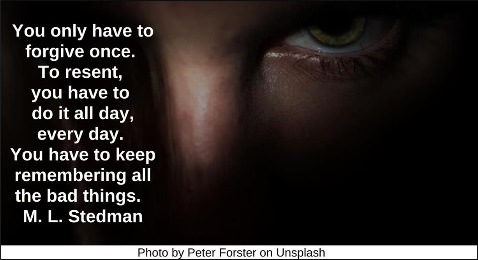 You only have to
forgive once.
To resent,
you have to
do it all day,
every day.
You have to keep
remembering all
the bad things.
M. L. Stedman
Photo by Peter Forster on Unsplash